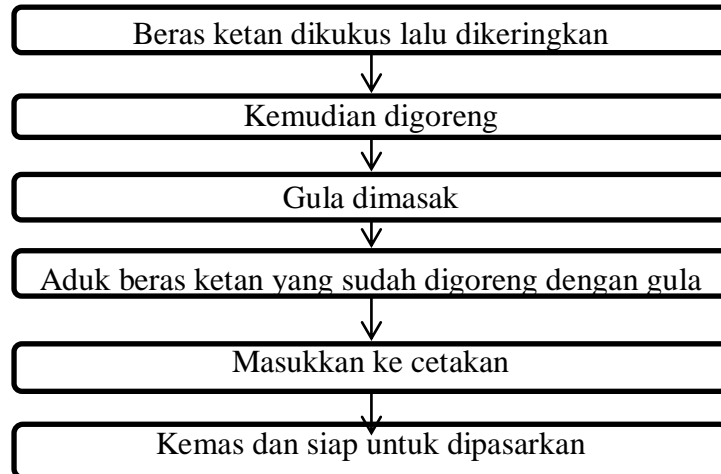 Beras ketan dikukus lalu dikeringkan
Kemudian digoreng
Gula dimasak
Aduk beras ketan yang sudah digoreng dengan gula
Masukkan ke cetakan
Kemas dan siap untuk dipasarkan